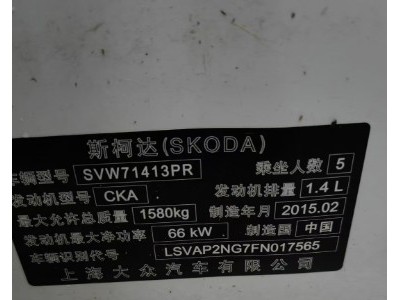 斯柯达(SKODA)
车辆型号 SVW71413PR 乘坐人数 5
发动机型号 CKA 发动机排量 1.4 L
最大允许总质量 1580kg 制造年月 2015.02
发动机最大净功率 66 kW 制造国 中国
车辆识别代号 LSVAP2NG7FN017565
上海大众汽车有限公司